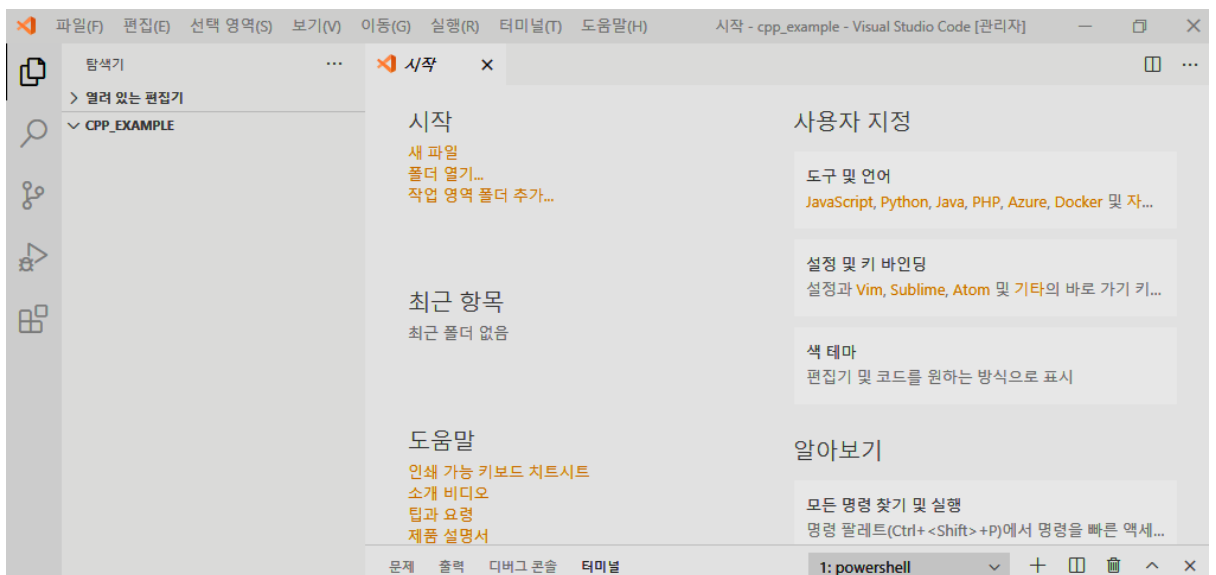 파일(F) 편집(E) 선택 영역(S) 보기(V) 이동(G) 실행(R) 터미널(T) 도움말(H) 시작 - cpp_example - Visual Studio Code [관리자]
탐색기
시작
열려 있는 편집기
CPP_EXAMPLE
시작
새 파일
폴더 열기...
작업 영역 폴더 추가...
최근 항목
최근 폴더 없음
도움말
인쇄 가능 키보드 치트시트
소개 비디오
팁과 요령
제품 설명서
사용자 지정
도구 및 언어
JavaScript, Python, Java, PHP, Azure, Docker 및 자...
설정 및 키 바인딩
설정과 Vim, Sublime, Atom 및 기타의 바로 가기 키...
색 테마
편집기 및 코드를 원하는 방식으로 표시
알아보기
모든 명령 찾기 및 실행
명령 팔레트(Ctrl+<Shift>+P)에서 명령을 빠른 액세...
문제 출력 디버그 콘솔 터미널 1: powershell